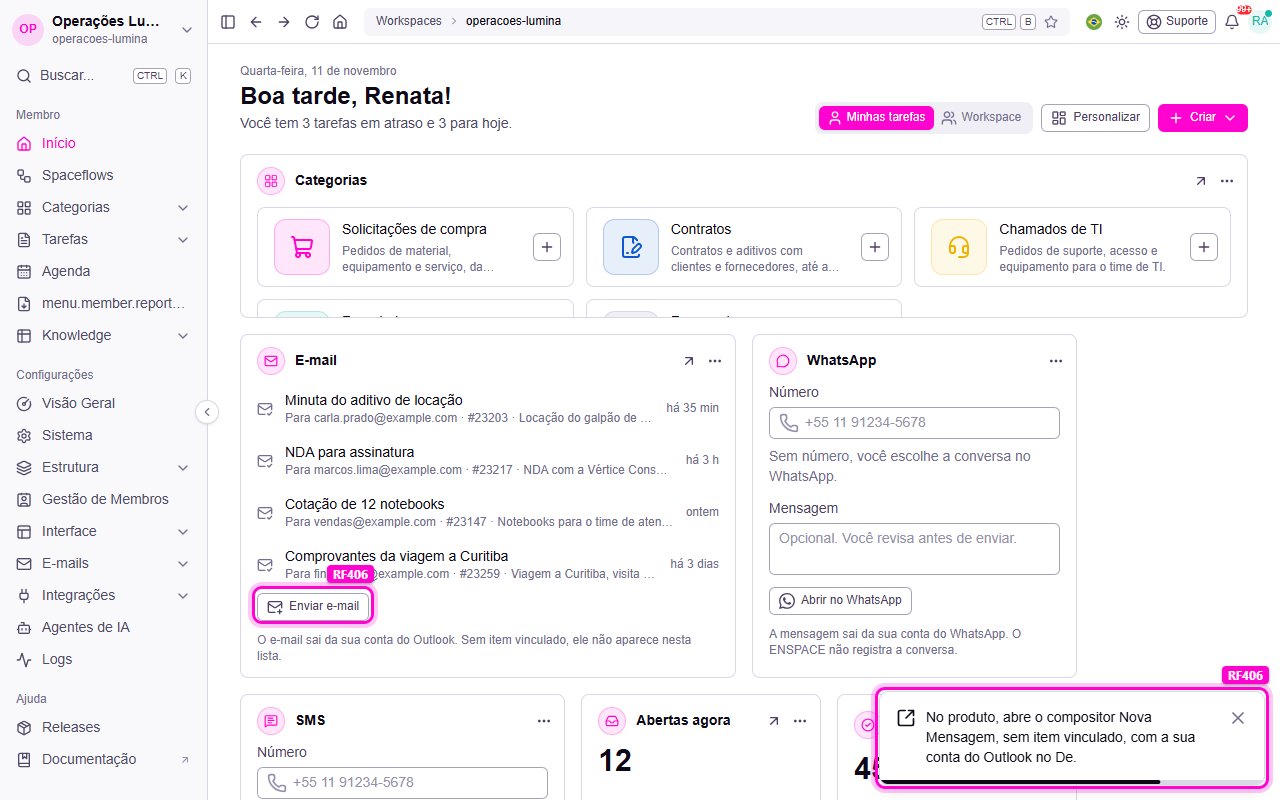 OP
Operações Lu...
operacoes-lumina
Buscar...
CTRL
K
Membro
Início
Spaceflows
Categorias
Tarefas
Agenda
menu.member.report...
Knowledge
Configurações
Visão Geral
Sistema
Estrutura
Gestão de Membros
Interface
E-mails
Integrações
Agentes de IA
Logs
Ajuda
Releases
Documentação
Workspaces
operacoes-lumina
CTRL
B
Suporte
99+
RA
Quarta-feira, 11 de novembro
Boa tarde, Renata!
Você tem 3 tarefas em atraso e 3 para hoje.
Minhas tarefas
Workspace
Personalizar
Criar
Categorias
Solicitações de compra
Pedidos de material,
equipamento e serviço, da...
Contratos
Contratos e aditivos com
clientes e fornecedores, até a...
Chamados de TI
Pedidos de suporte, acesso e
equipamento para o time de TI.
E-mail
Minuta do aditivo de locação
Para carla.prado@example.com · #23203 · Locação do galpão de ...
há 35 min
NDA para assinatura
Para marcos.lima@example.com · #23217 · NDA com a Vértice Cons...
há 3 h
Cotação de 12 notebooks
Para vendas@example.com · #23147 · Notebooks para o time de aten...
ontem
Comprovantes da viagem a Curitiba
Para @example.com · #23259 · Viagem a Curitiba, visita ...
há 3 dias
RF406
Enviar e-mail
O e-mail sai da sua conta do Outlook. Sem item vinculado, ele não aparece nesta
lista.
WhatsApp
Número
+55 11 91234-5678
Sem número, você escolhe a conversa no
WhatsApp.
Mensagem
Opcional. Você revisa antes de enviar.
Abrir no WhatsApp
A mensagem sai da sua conta do WhatsApp. O
ENSPACE não registra a conversa.
SMS
Número
+55 11 91234-5678
Abertas agora
12
RF406
No produto, abre o compositor Nova
Mensagem, sem item vinculado, com a sua
conta do Outlook no De.